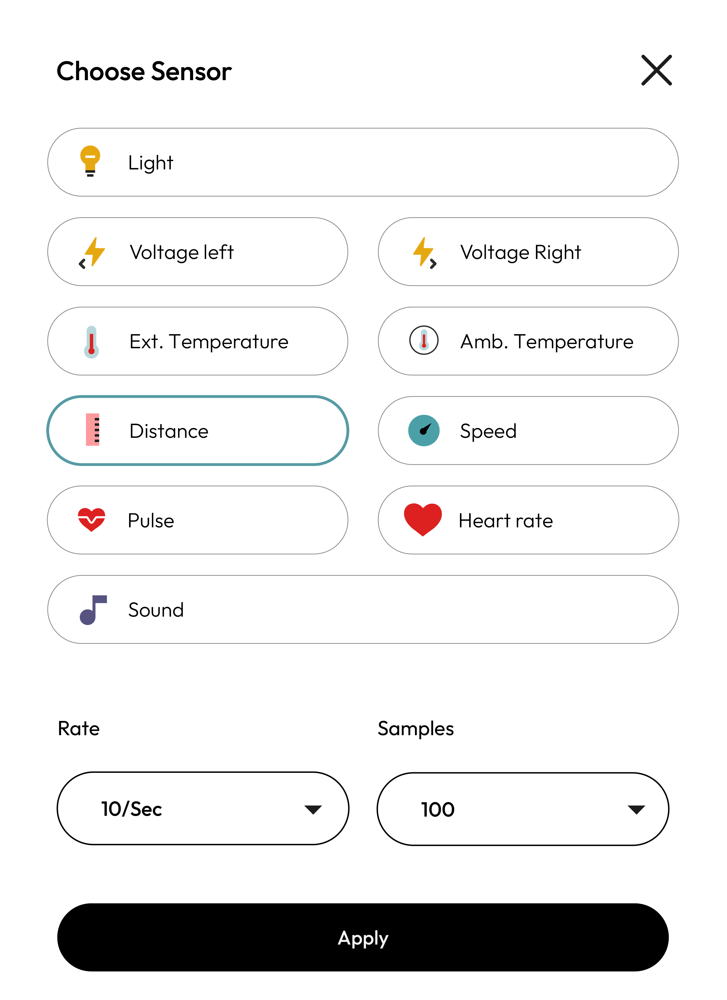 Choose Sensor
Light
Voltage left
Voltage Right
Ext. Temperature
Amb. Temperature
Distance
Speed
Pulse
Heart rate
Sound
Rate
Samples
10/Sec
100
Apply